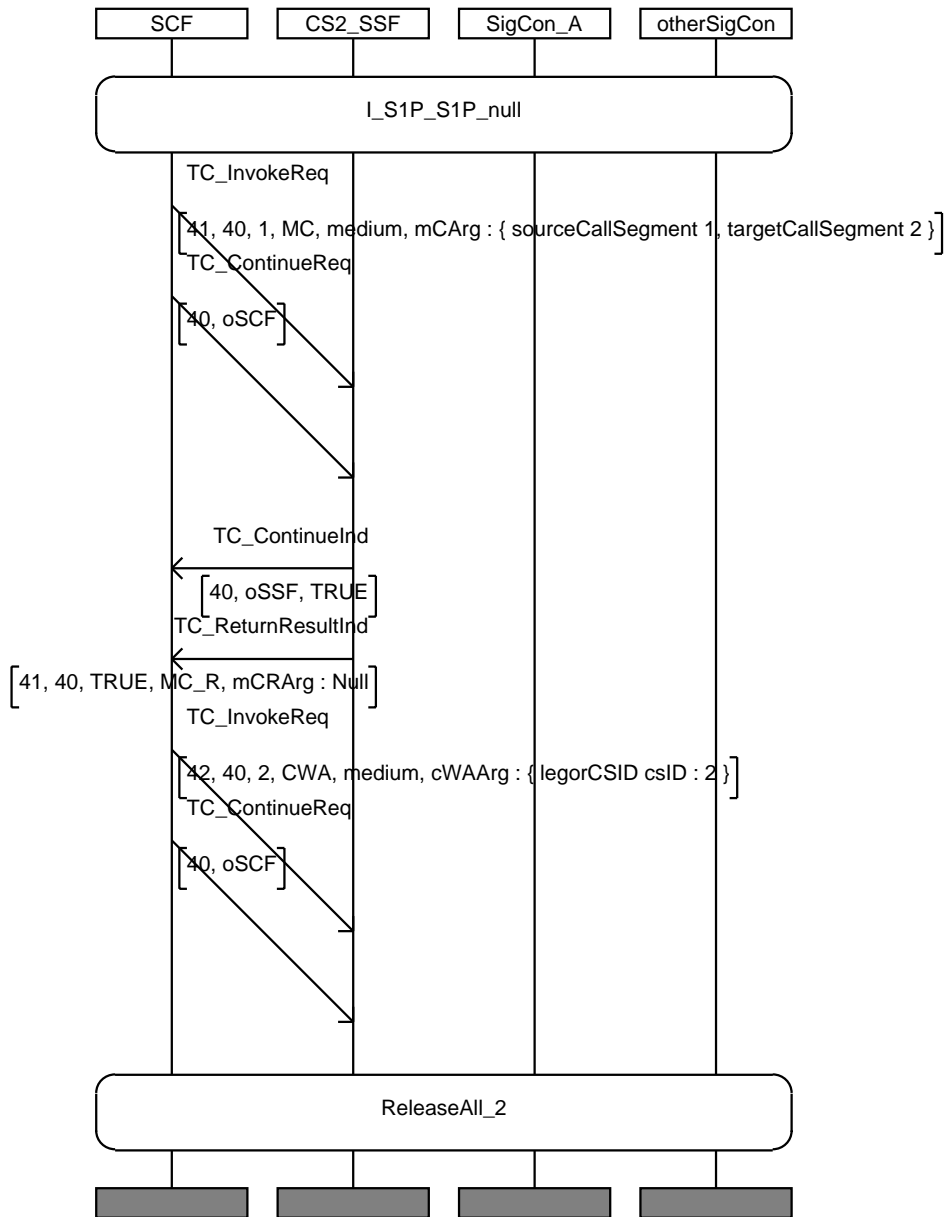 SCF
CS2_SSF
SigCon_A
otherSigCon
I_S1P_S1P_null
TC_InvokeReq
41, 40, 1, MC, medium, mCArg : { sourceCallSegment 1, targetCallSegment 2 }
TC_ContinueReq
40, oSCF
TC_ContinueInd
40, oSSF, TRUE
TC_ReturnResultInd
41, 40, TRUE, MC_R, mCRArg : Null
TC_InvokeReq
42, 40, 2, CWA, medium, cWAArg : { legorCSID csID : 2 }
TC_ContinueReq
40, oSCF
ReleaseAll_2